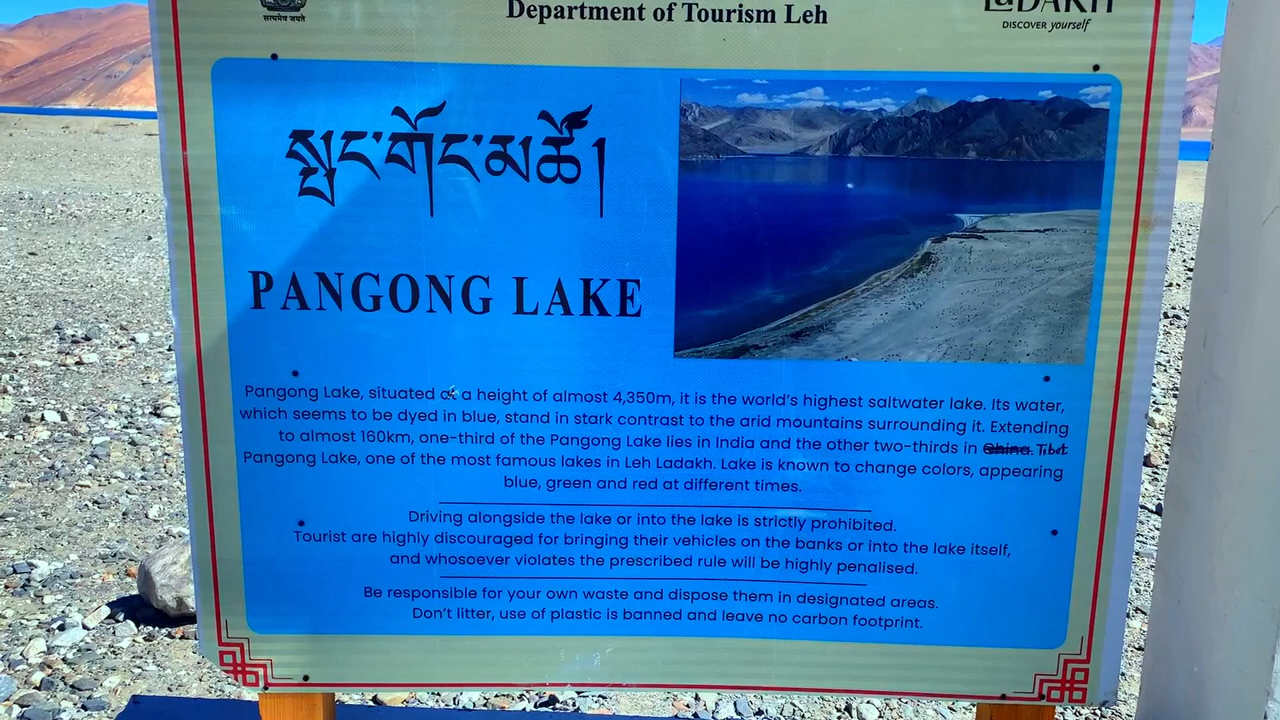 सत्यमेव जयते
Department of Tourism Leh
LaDAKH
DISCOVER yourself
སྤང་གོང་མཚོ།
PANGONG LAKE
Pangong Lake, situated at a height of almost 4,350m, it is the world's highest saltwater lake. Its water,
which seems to be dyed in blue, stand in stark contrast to the arid mountains surrounding it. Extending
to almost 160km, one-third of the Pangong Lake lies in India and the other two-thirds in China. Tibet
Pangong Lake, one of the most famous lakes in Leh Ladakh. Lake is known to change colors, appearing
blue, green and red at different times.
Driving alongside the lake or into the lake is strictly prohibited.
Tourist are highly discouraged for bringing their vehicles on the banks or into the lake itself,
and whosoever violates the prescribed rule will be highly penalised.
Be responsible for your own waste and dispose them in designated areas.
Don't litter, use of plastic is banned and leave no carbon footprint.